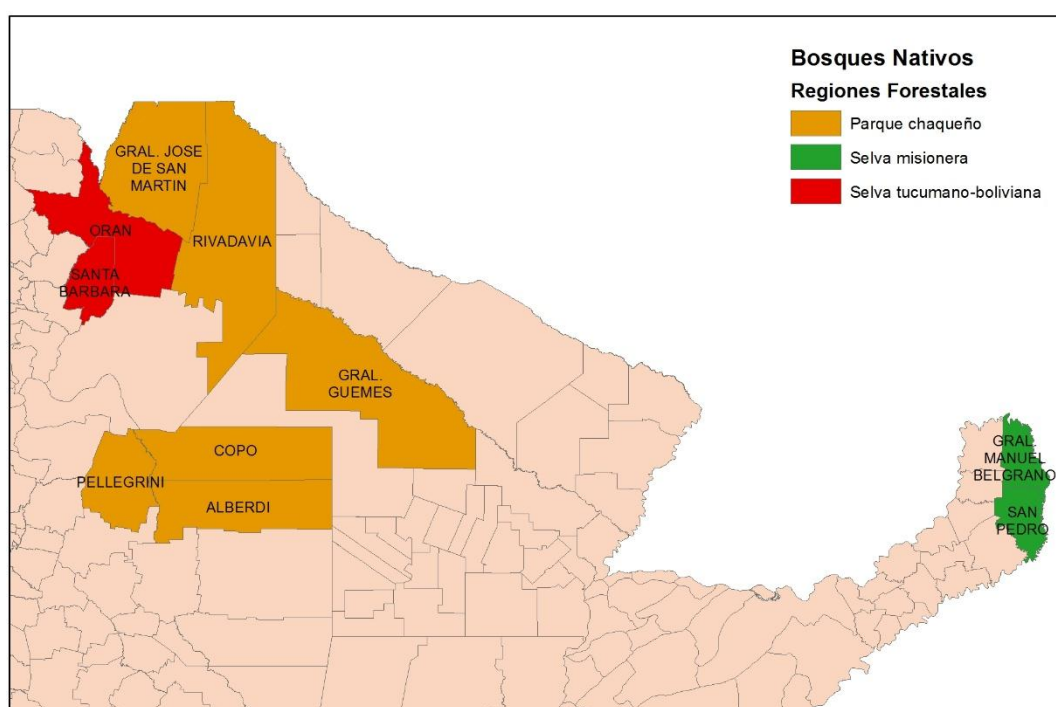 Bosques Nativos
Regiones Forestales
Parque chaqueño
Selva misionera
Selva tucumano-boliviana
GRAL. JOSE
DE SAN
MARTIN
ORAN
RIVADAVIA
SANTA
BARBARA
GRAL.
GUEMES
COPO
PELLEGRINI
ALBERDI
GRAL.
MANUEL
BELGRANO
SAN
PEDRO